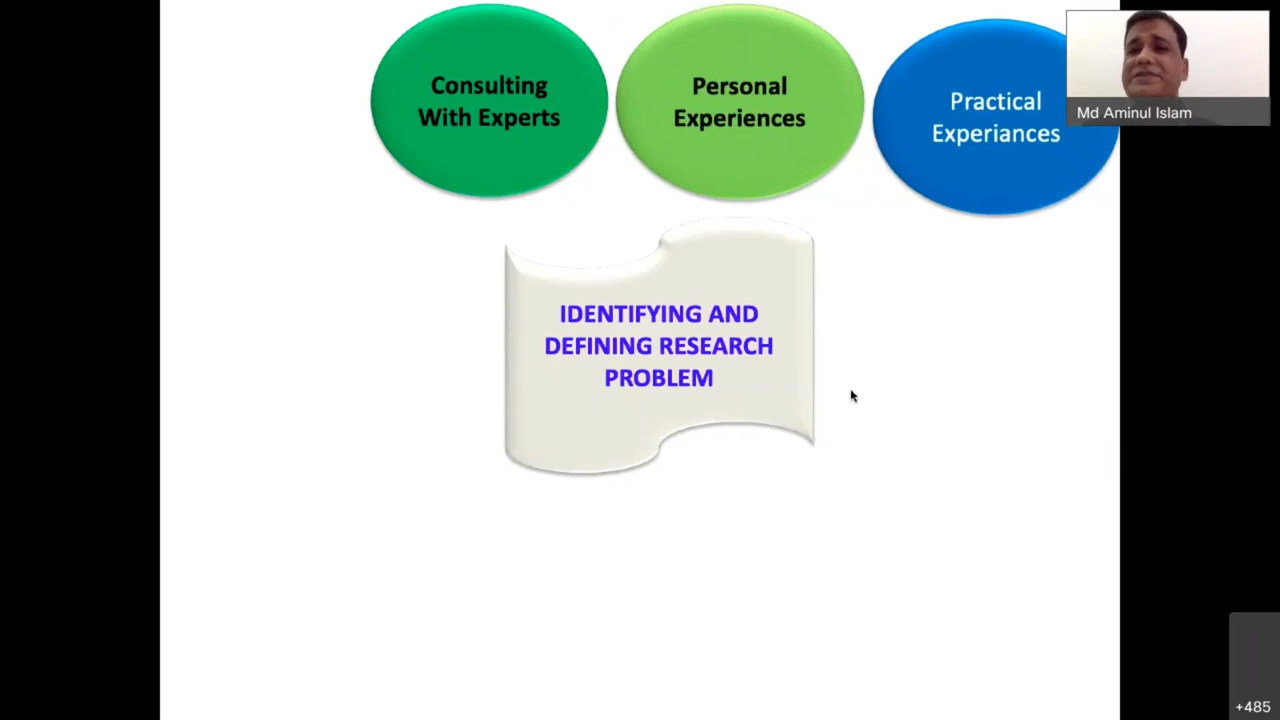 Consulting
With Experts
Personal
Experiences
Practical
Experiances
Md Aminul Islam
IDENTIFYING AND
DEFINING RESEARCH
PROBLEM
+485